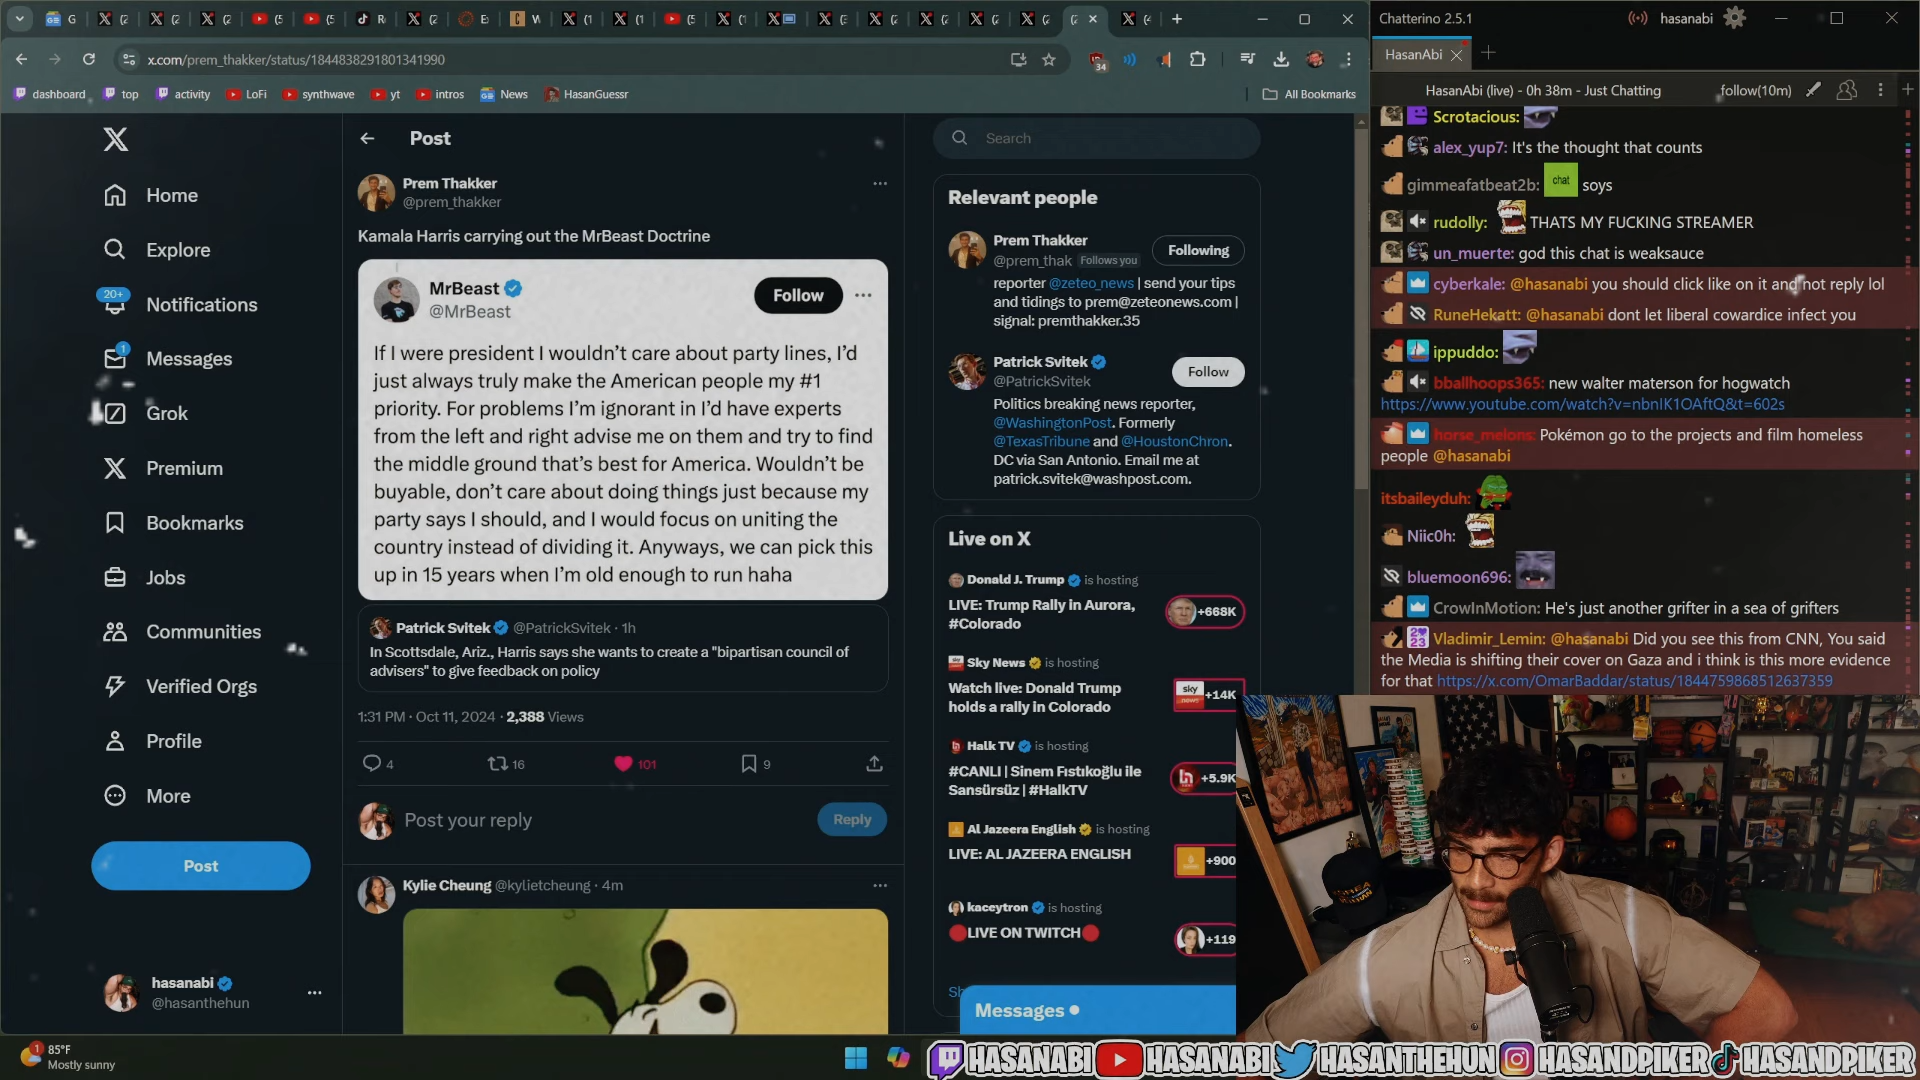 G
Chatterino 2.5.1
hasanabi
x.com/prem_thakker/status/1844838291801341990
34
HasanAbi
dashboard
top
activity
LoFi
synthwave
yt
intros
News
HasanGuessr
All Bookmarks
HasanAbi (live) - 0h 38m - Just Chatting
follow(10m)
Home
Explore
20+
Notifications
1
Messages
Grok
Premium
Bookmarks
Jobs
Communities
Verified Orgs
Profile
More
Post
hasanabi
@hasanthehun
Post
Prem Thakker
@prem_thakker
Kamala Harris carrying out the MrBeast Doctrine
MrBeast
@MrBeast
Follow
If I were president I wouldn't care about party lines, I'd
just always truly make the American people my #1
priority. For problems I'm ignorant in I'd have experts
from the left and right advise me on them and try to find
the middle ground that's best for America. Wouldn't be
buyable, don't care about doing things just because my
party says I should, and I would focus on uniting the
country instead of dividing it. Anyways, we can pick this
up in 15 years when I'm old enough to run haha
Patrick Svitek @PatrickSvitek · 1h
In Scottsdale, Ariz., Harris says she wants to create a "bipartisan council of
advisers" to give feedback on policy
1:31 PM · Oct 11, 2024 · 2,388 Views
4
16
101
9
Post your reply
Reply
Kylie Cheung @kylietcheung · 4m
Search
Relevant people
Prem Thakker
@prem_thak Follows you
Following
reporter @zeteo_news | send your tips
and tidings to prem@zeteonews.com |
signal: premthakker.35
Patrick Svitek
@PatrickSvitek
Follow
Politics breaking news reporter,
@WashingtonPost. Formerly
@TexasTribune and @HoustonChron.
DC via San Antonio. Email me at
patrick.svitek@washpost.com.
Live on X
Donald J. Trump is hosting
LIVE: Trump Rally in Aurora,
#Colorado
+668K
Sky News is hosting
Watch live: Donald Trump
holds a rally in Colorado
sky news
+14K
Halk TV is hosting
#CANLI | Sinem Fıstıkoğlu ile
Sansürsüz | #HalkTV
+5.9K
Al Jazeera English is hosting
LIVE: AL JAZEERA ENGLISH
+900
kaceytron is hosting
LIVE ON TWITCH
+119
Sh
Messages
Scrotacious:
alex_yup7: It's the thought that counts
gimmeafatbeat2b: chat soys
rudolly: THATS MY FUCKING STREAMER
un_muerte: god this chat is weaksauce
cyberkale: @hasanabi you should click like on it and not reply lol
RuneHekatt: @hasanabi dont let liberal cowardice infect you
ippuddo:
bballhoops365: new walter materson for hogwatch
https://www.youtube.com/watch?v=nbnIK1OAftQ&t=602s
horse_melons: Pokémon go to the projects and film homeless
people @hasanabi
itsbaileyduh:
Niic0h:
bluemoon696:
CrowInMotion: He's just another grifter in a sea of grifters
Vladimir_Lemin: @hasanabi Did you see this from CNN, You said
the Media is shifting their cover on Gaza and i think is this more evidence
for that https://x.com/OmarBaddar/status/1844759868512637359
1
85°F
Mostly sunny
HASANABI
HASANABI
HASANTHEHUN
HASANDPIKER
HASANDPIKER